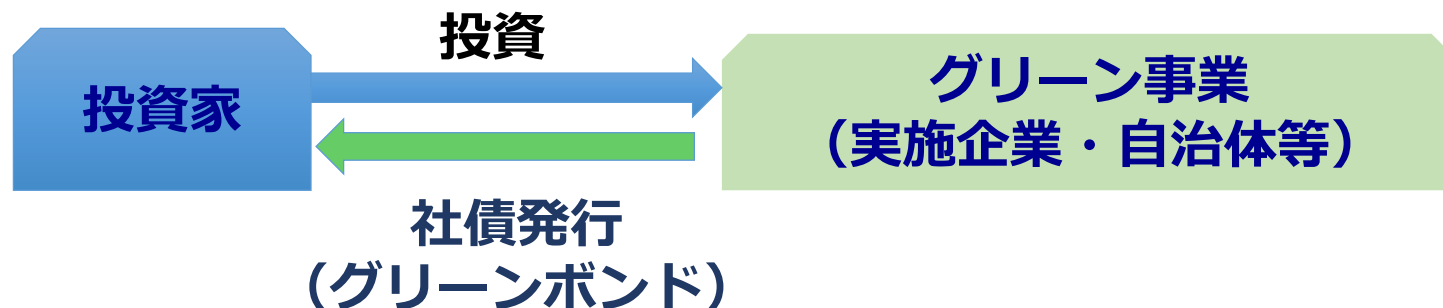 投資
投資家
グリーン事業
（実施企業・自治体等）
社債発行
（グリーンボンド）